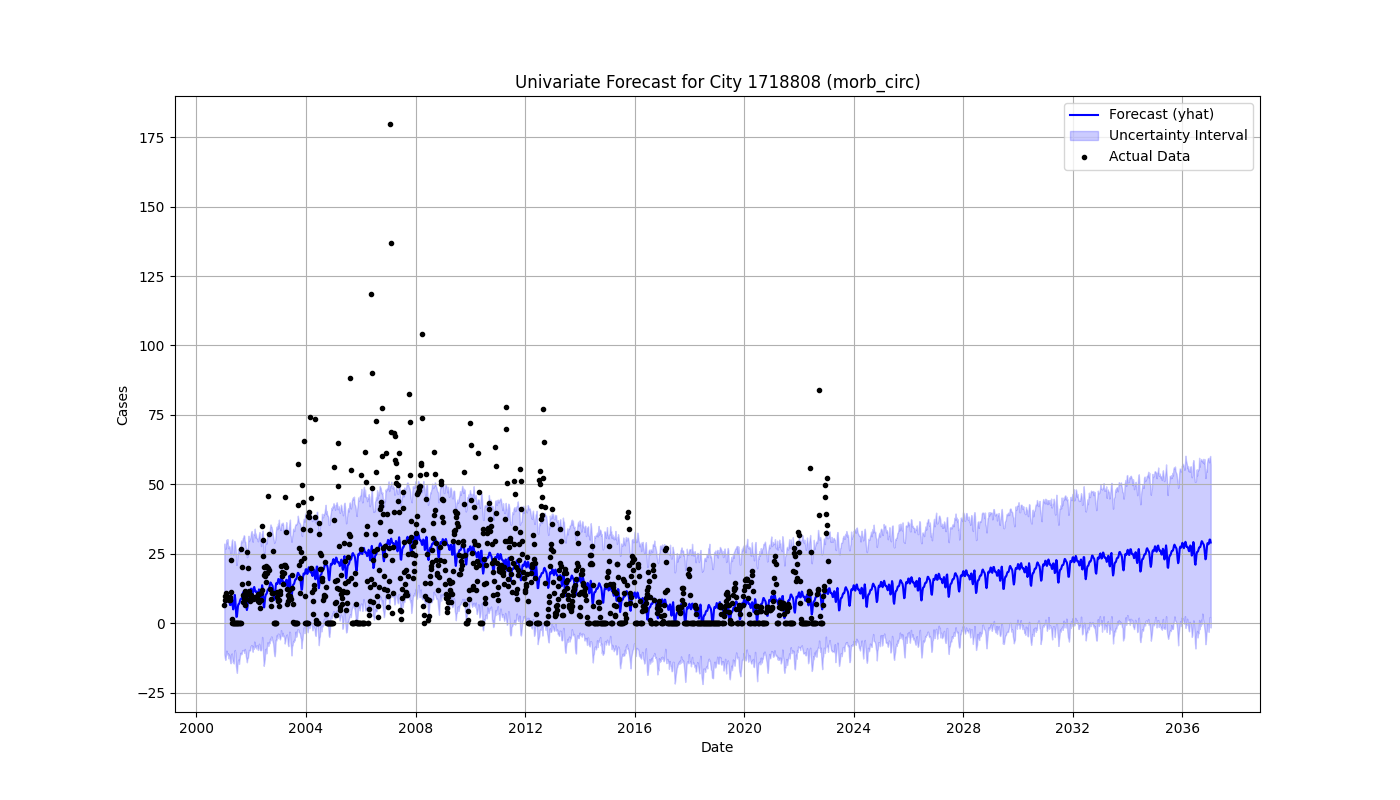 Univariate Forecast for City 1718808 (morb_circ)
Forecast (yhat)
Uncertainty Interval
Actual Data
175
150
125
100
75
50
25
0
−25
Cases
2000 2004 2008 2012 2016 2020 2024 2028 2032 2036
Date